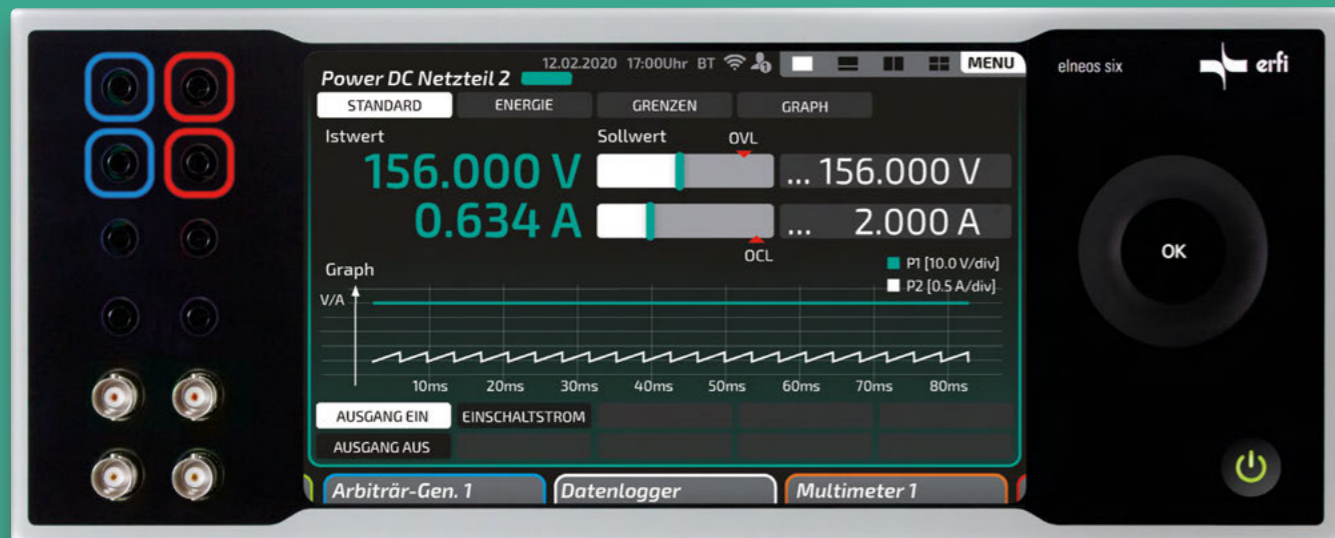 12.02.2020 17:00Uhr BT
MENU
Power DC Netzteil 2
STANDARD ENERGIE GRENZEN GRAPH
Istwert Sollwert OVL
156.000 V ... 156.000 V
0.634 A ... 2.000 A
OCL
Graph
P1 [10.0 V/div]
P2 [0.5 A/div]
V/A
10ms 20ms 30ms 40ms 50ms 60ms 70ms 80ms
AUSGANG EIN EINSCHALTSTROM
AUSGANG AUS
Arbiträr-Gen. 1 Datenlogger Multimeter 1
elneos six
erfi
OK